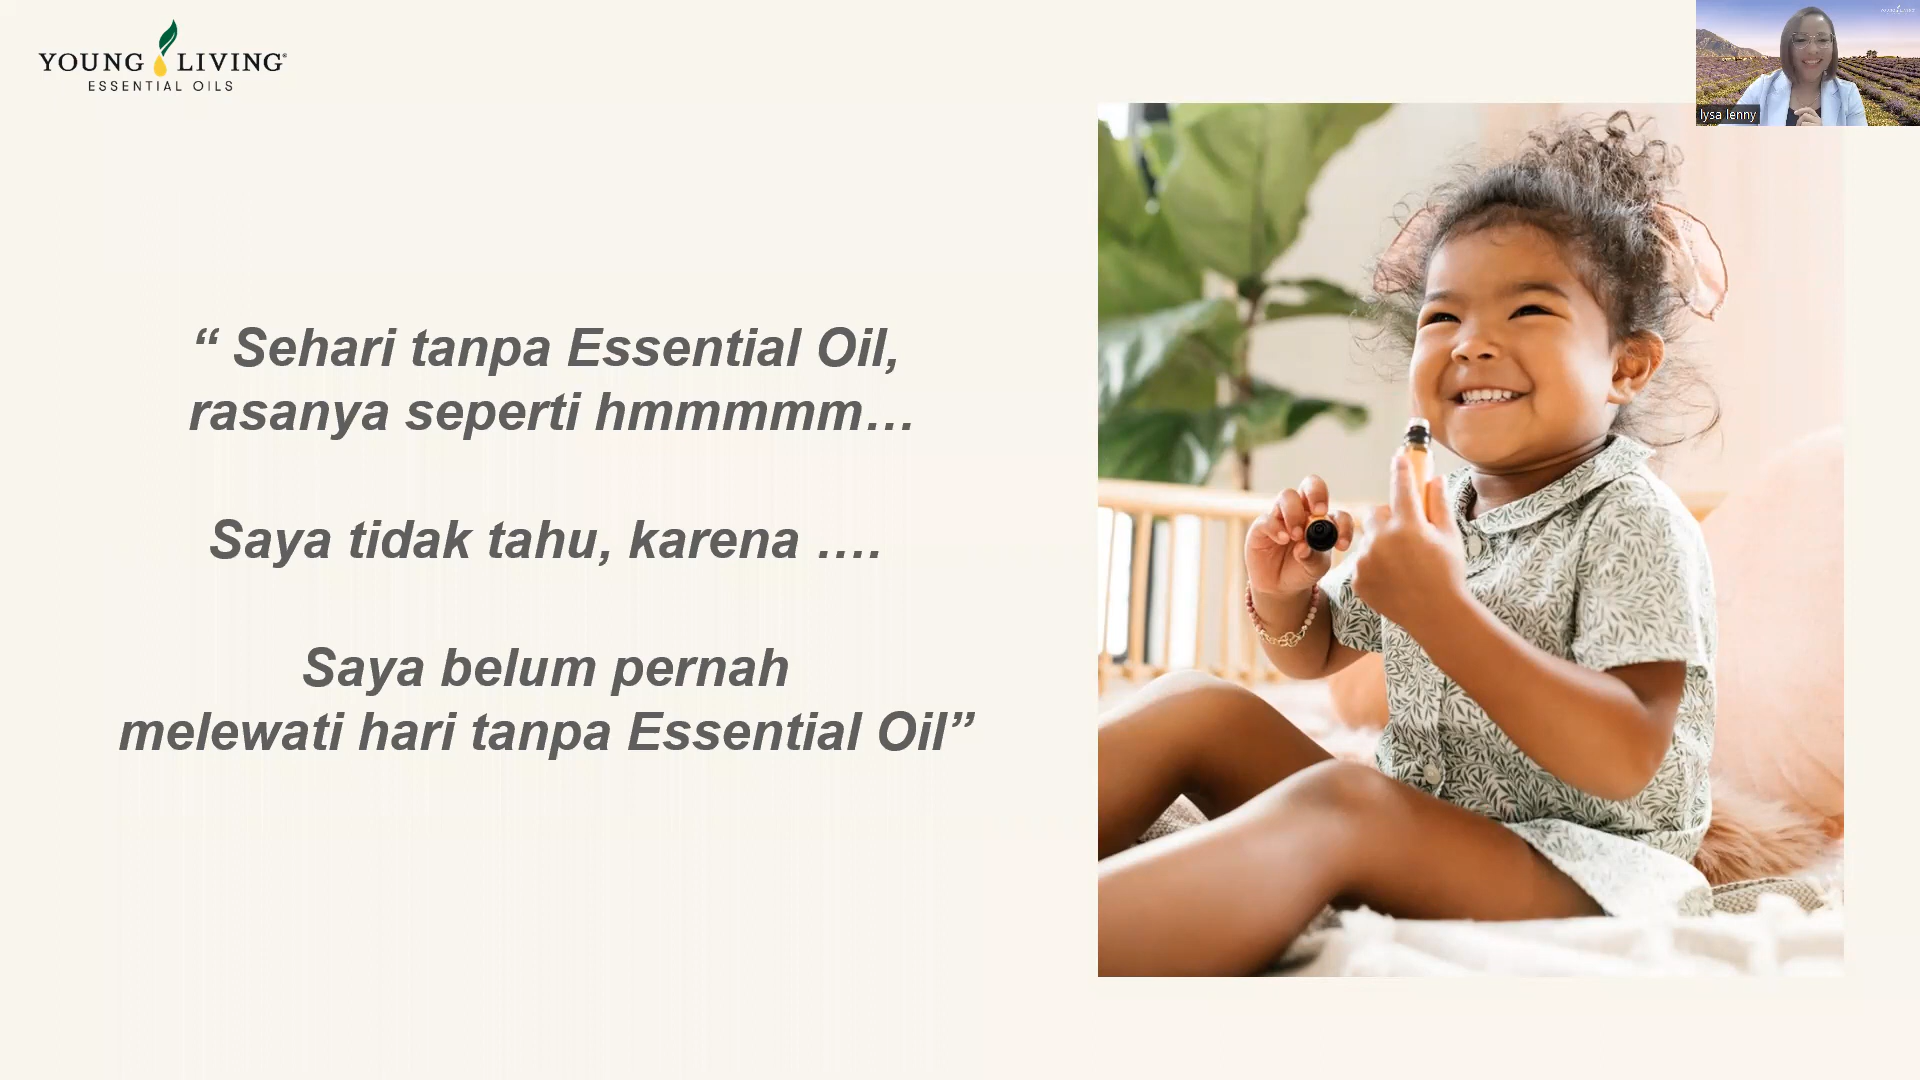 YOUNG LIVING
ESSENTIAL OILS
lysa lenny
“ Sehari tanpa Essential Oil,
rasanya seperti hmmmmm…
Saya tidak tahu, karena ….
Saya belum pernah
melewati hari tanpa Essential Oil”